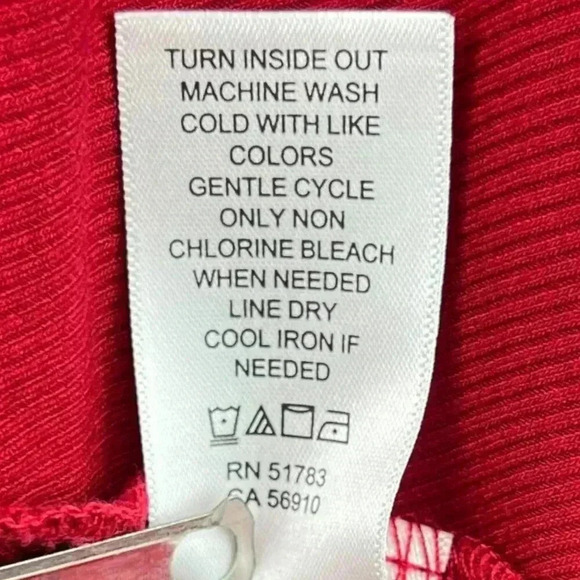 TURN INSIDE OUT
MACHINE WASH
COLD WITH LIKE
COLORS
GENTLE CYCLE
ONLY NON
CHLORINE BLEACH
WHEN NEEDED
LINE DRY
COOL IRON IF
NEEDED
RN 51783
CA 56910